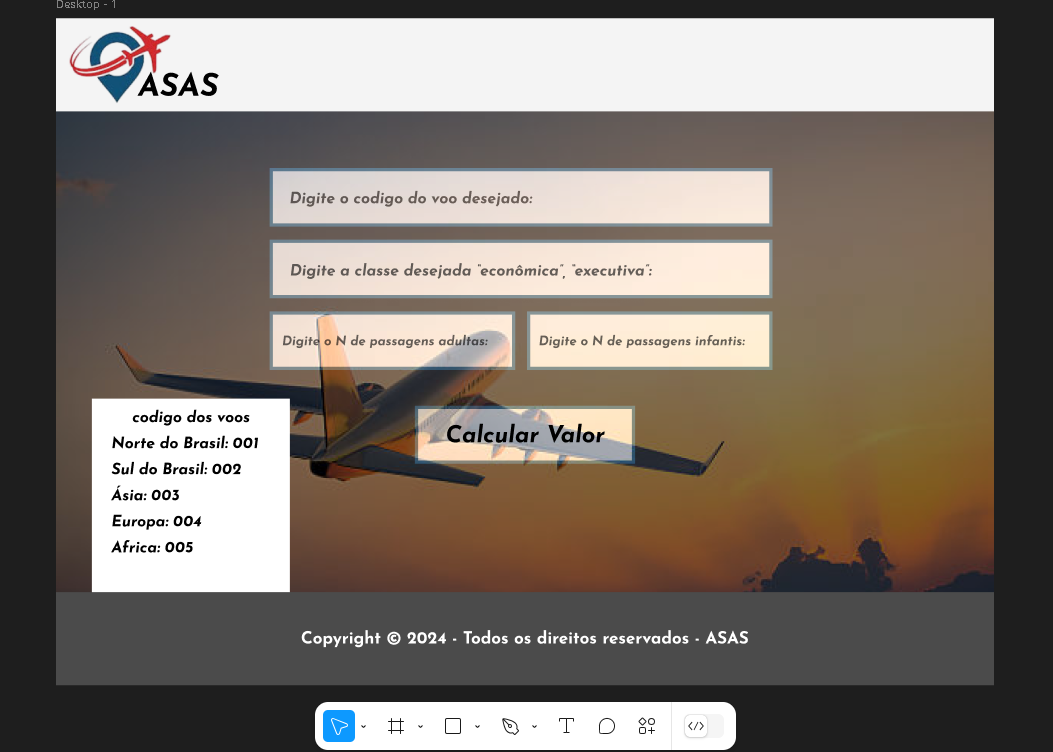 Desktop - 1
ASAS
Digite o codigo do voo desejado:
Digite a classe desejada "econômica", "executiva":
Digite o N de passagens adultas:
Digite o N de passagens infantis:
Calcular Valor
codigo dos voos
Norte do Brasil: 001
Sul do Brasil: 002
Ásia: 003
Europa: 004
Africa: 005
Copyright © 2024 - Todos os direitos reservados - ASAS